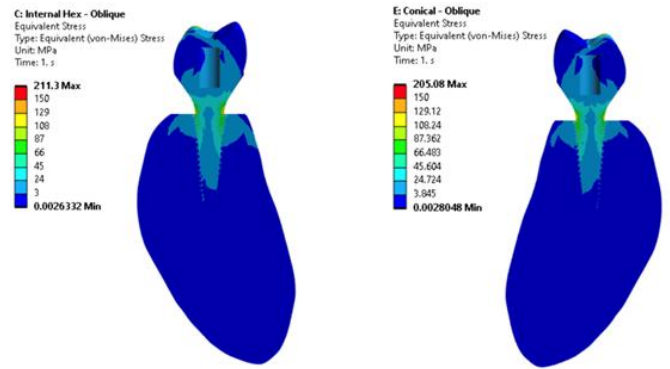 C: Internal Hex - Oblique
Equivalent Stress
Type: Equivalent (von-Mises) Stress
Unit: MPa
Time: 1. s
211.3 Max
150
129
108
87
66
45
24
3
0.0026332 Min
E: Conical - Oblique
Equivalent Stress
Type: Equivalent (von-Mises) Stress
Unit: MPa
Time: 1. s
205.08 Max
150
129.12
108.24
87.362
66.483
45.604
24.724
3.845
0.0028048 Min